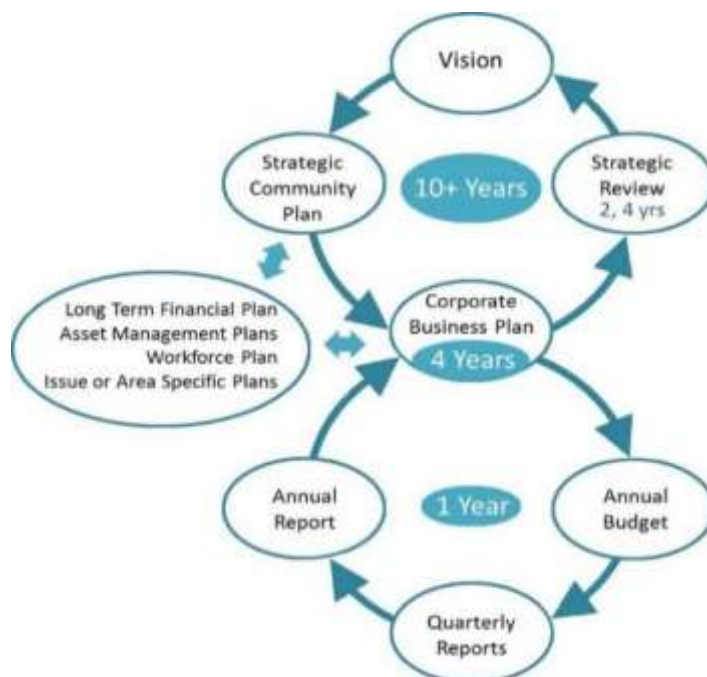 Vision
Strategic
Community
Plan
10+ Years
Strategic
Review
2, 4 yrs
Long Term Financial Plan
Asset Management Plans
Workforce Plan
Issue or Area Specific Plans
Corporate
Business Plan
4 Years
Annual
Report
1 Year
Annual
Budget
Quarterly
Reports